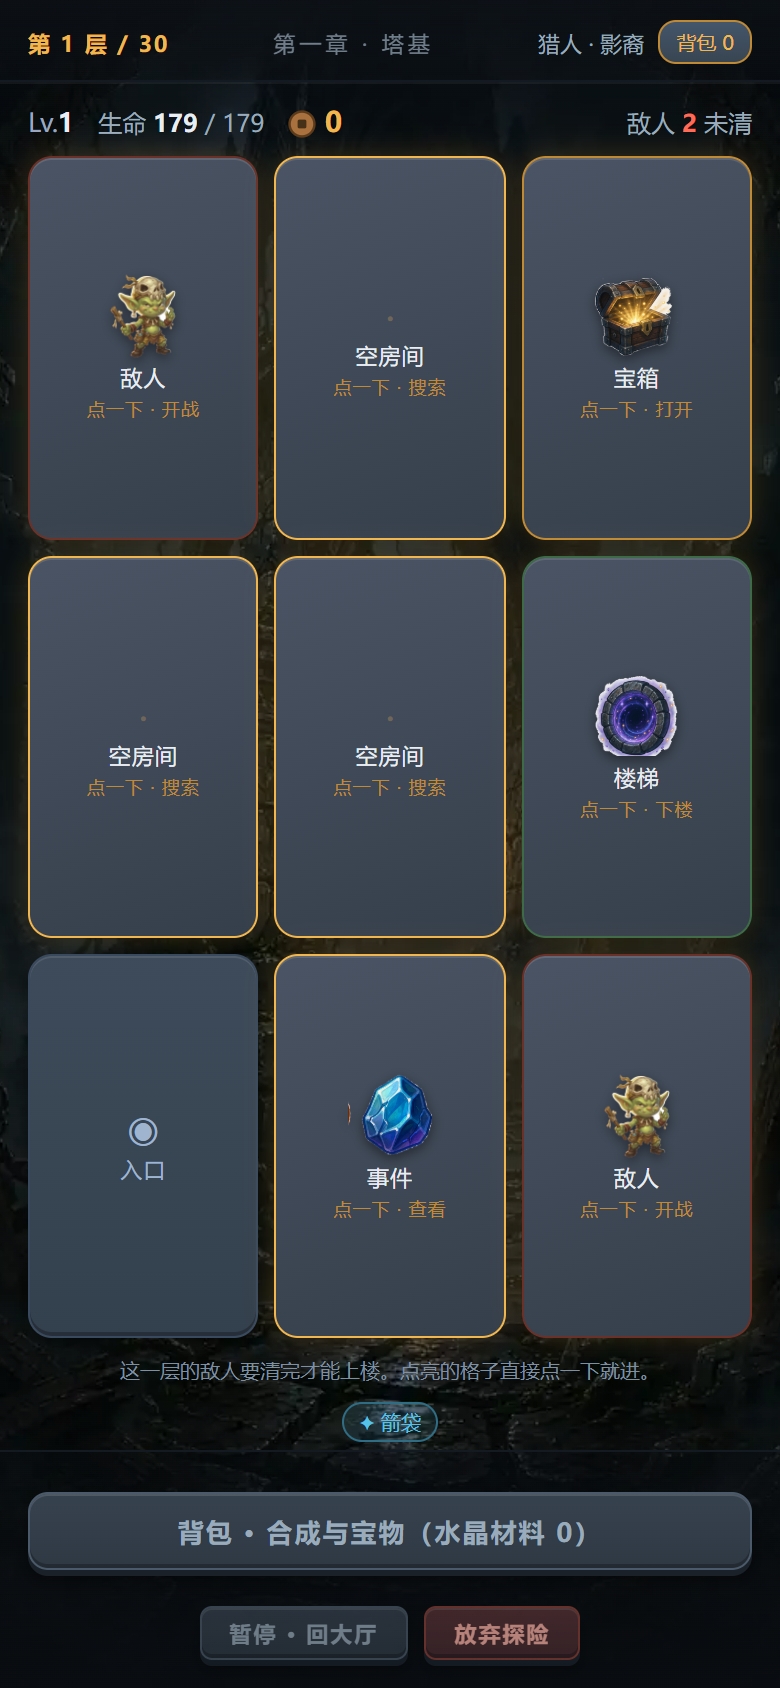 第 1 层 / 30
第一章 · 塔基
猎人 · 影裔
背包 0
Lv.1 生命 179 / 179
0
敌人 2 未清
敌人
点一下 · 开战
空房间
点一下 · 搜索
宝箱
点一下 · 打开
空房间
点一下 · 搜索
空房间
点一下 · 搜索
楼梯
点一下 · 下楼
入口
事件
点一下 · 查看
敌人
点一下 · 开战
这一层的敌人要清完才能上楼。点亮的格子直接点一下就进。
✦ 箭袋
背包 · 合成与宝物（水晶材料 0）
暂停 · 回大厅
放弃探险